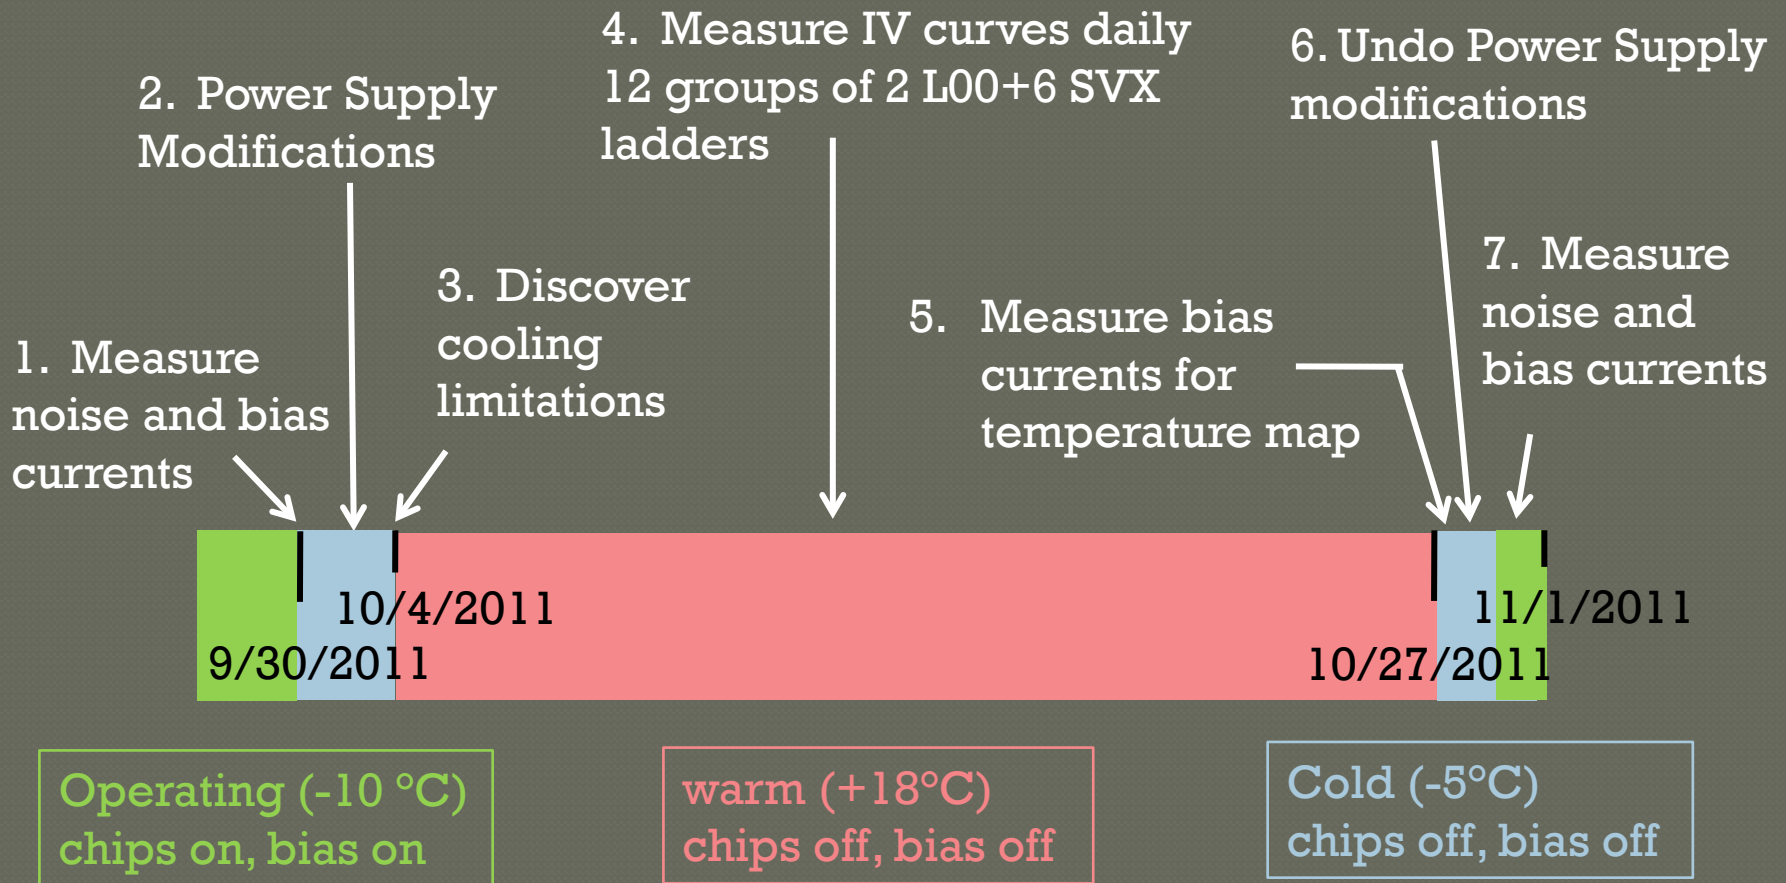 1. Measure
noise and bias
currents
2. Power Supply
Modifications
3. Discover
cooling
limitations
4. Measure IV curves daily
12 groups of 2 L00+6 SVX
ladders
5. Measure bias
currents for
temperature map
6. Undo Power Supply
modifications
7. Measure
noise and
bias currents
10/4/2011
9/30/2011
11/1/2011
10/27/2011
Operating (-10 °C)
chips on, bias on
warm (+18°C)
chips off, bias off
Cold (-5°C)
chips off, bias off